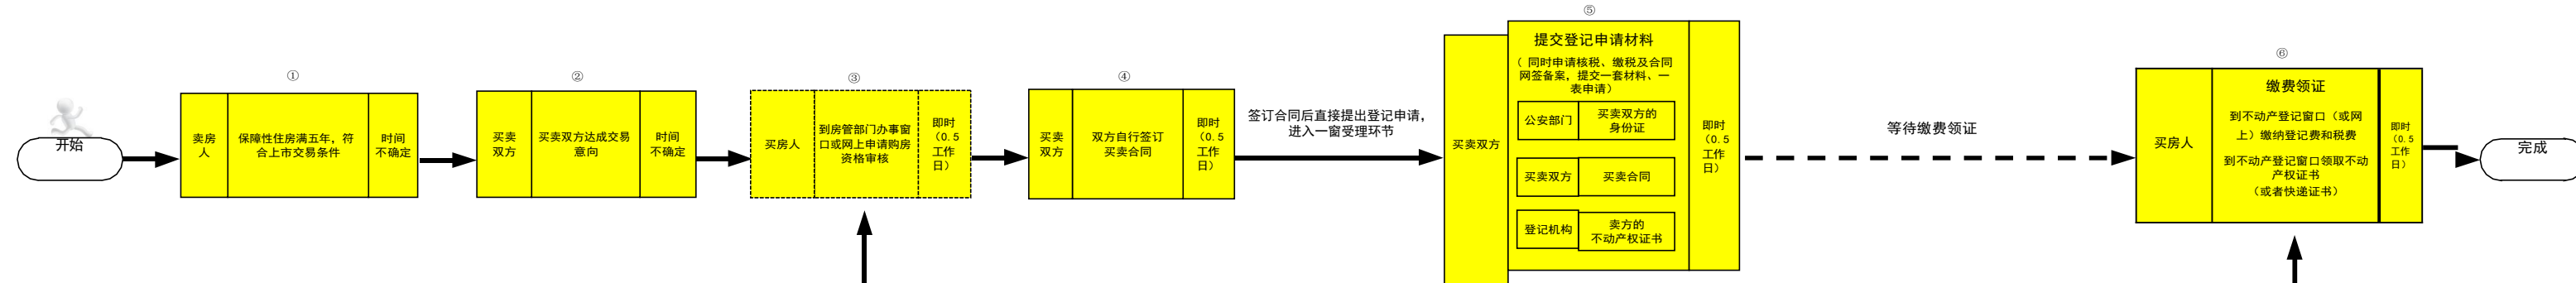 开始
①
卖房
人
保障性住房满五年，符
合上市交易条件
时间
不确定
②
买卖
双方
买卖双方达成交易
意向
时间
不确定
③
买房人
到房管部门办事窗
口或网上申请购房
资格审核
即时
（0.5
工作
日）
④
买卖
双方
双方自行签订
买卖合同
即时
（0.5
工作
日）
签订合同后直接提出登记申请，
进入一窗受理环节
⑤
买卖双方
提交登记申请材料
（ 同时申请核税、缴税及合同
网签备案，提交一套材料、一
表申请）
公安部门
买卖双方的
身份证
买卖双方
买卖合同
登记机构
卖方的
不动产权证书
即时
（0.5
工作
日）
等待缴费领证
⑥
买房人
缴费领证
到不动产登记窗口（或网
上）缴纳登记费和税费
到不动产登记窗口领取不动
产权证书
（或者快递证书）
即时
（0.5
工作
日）
完成